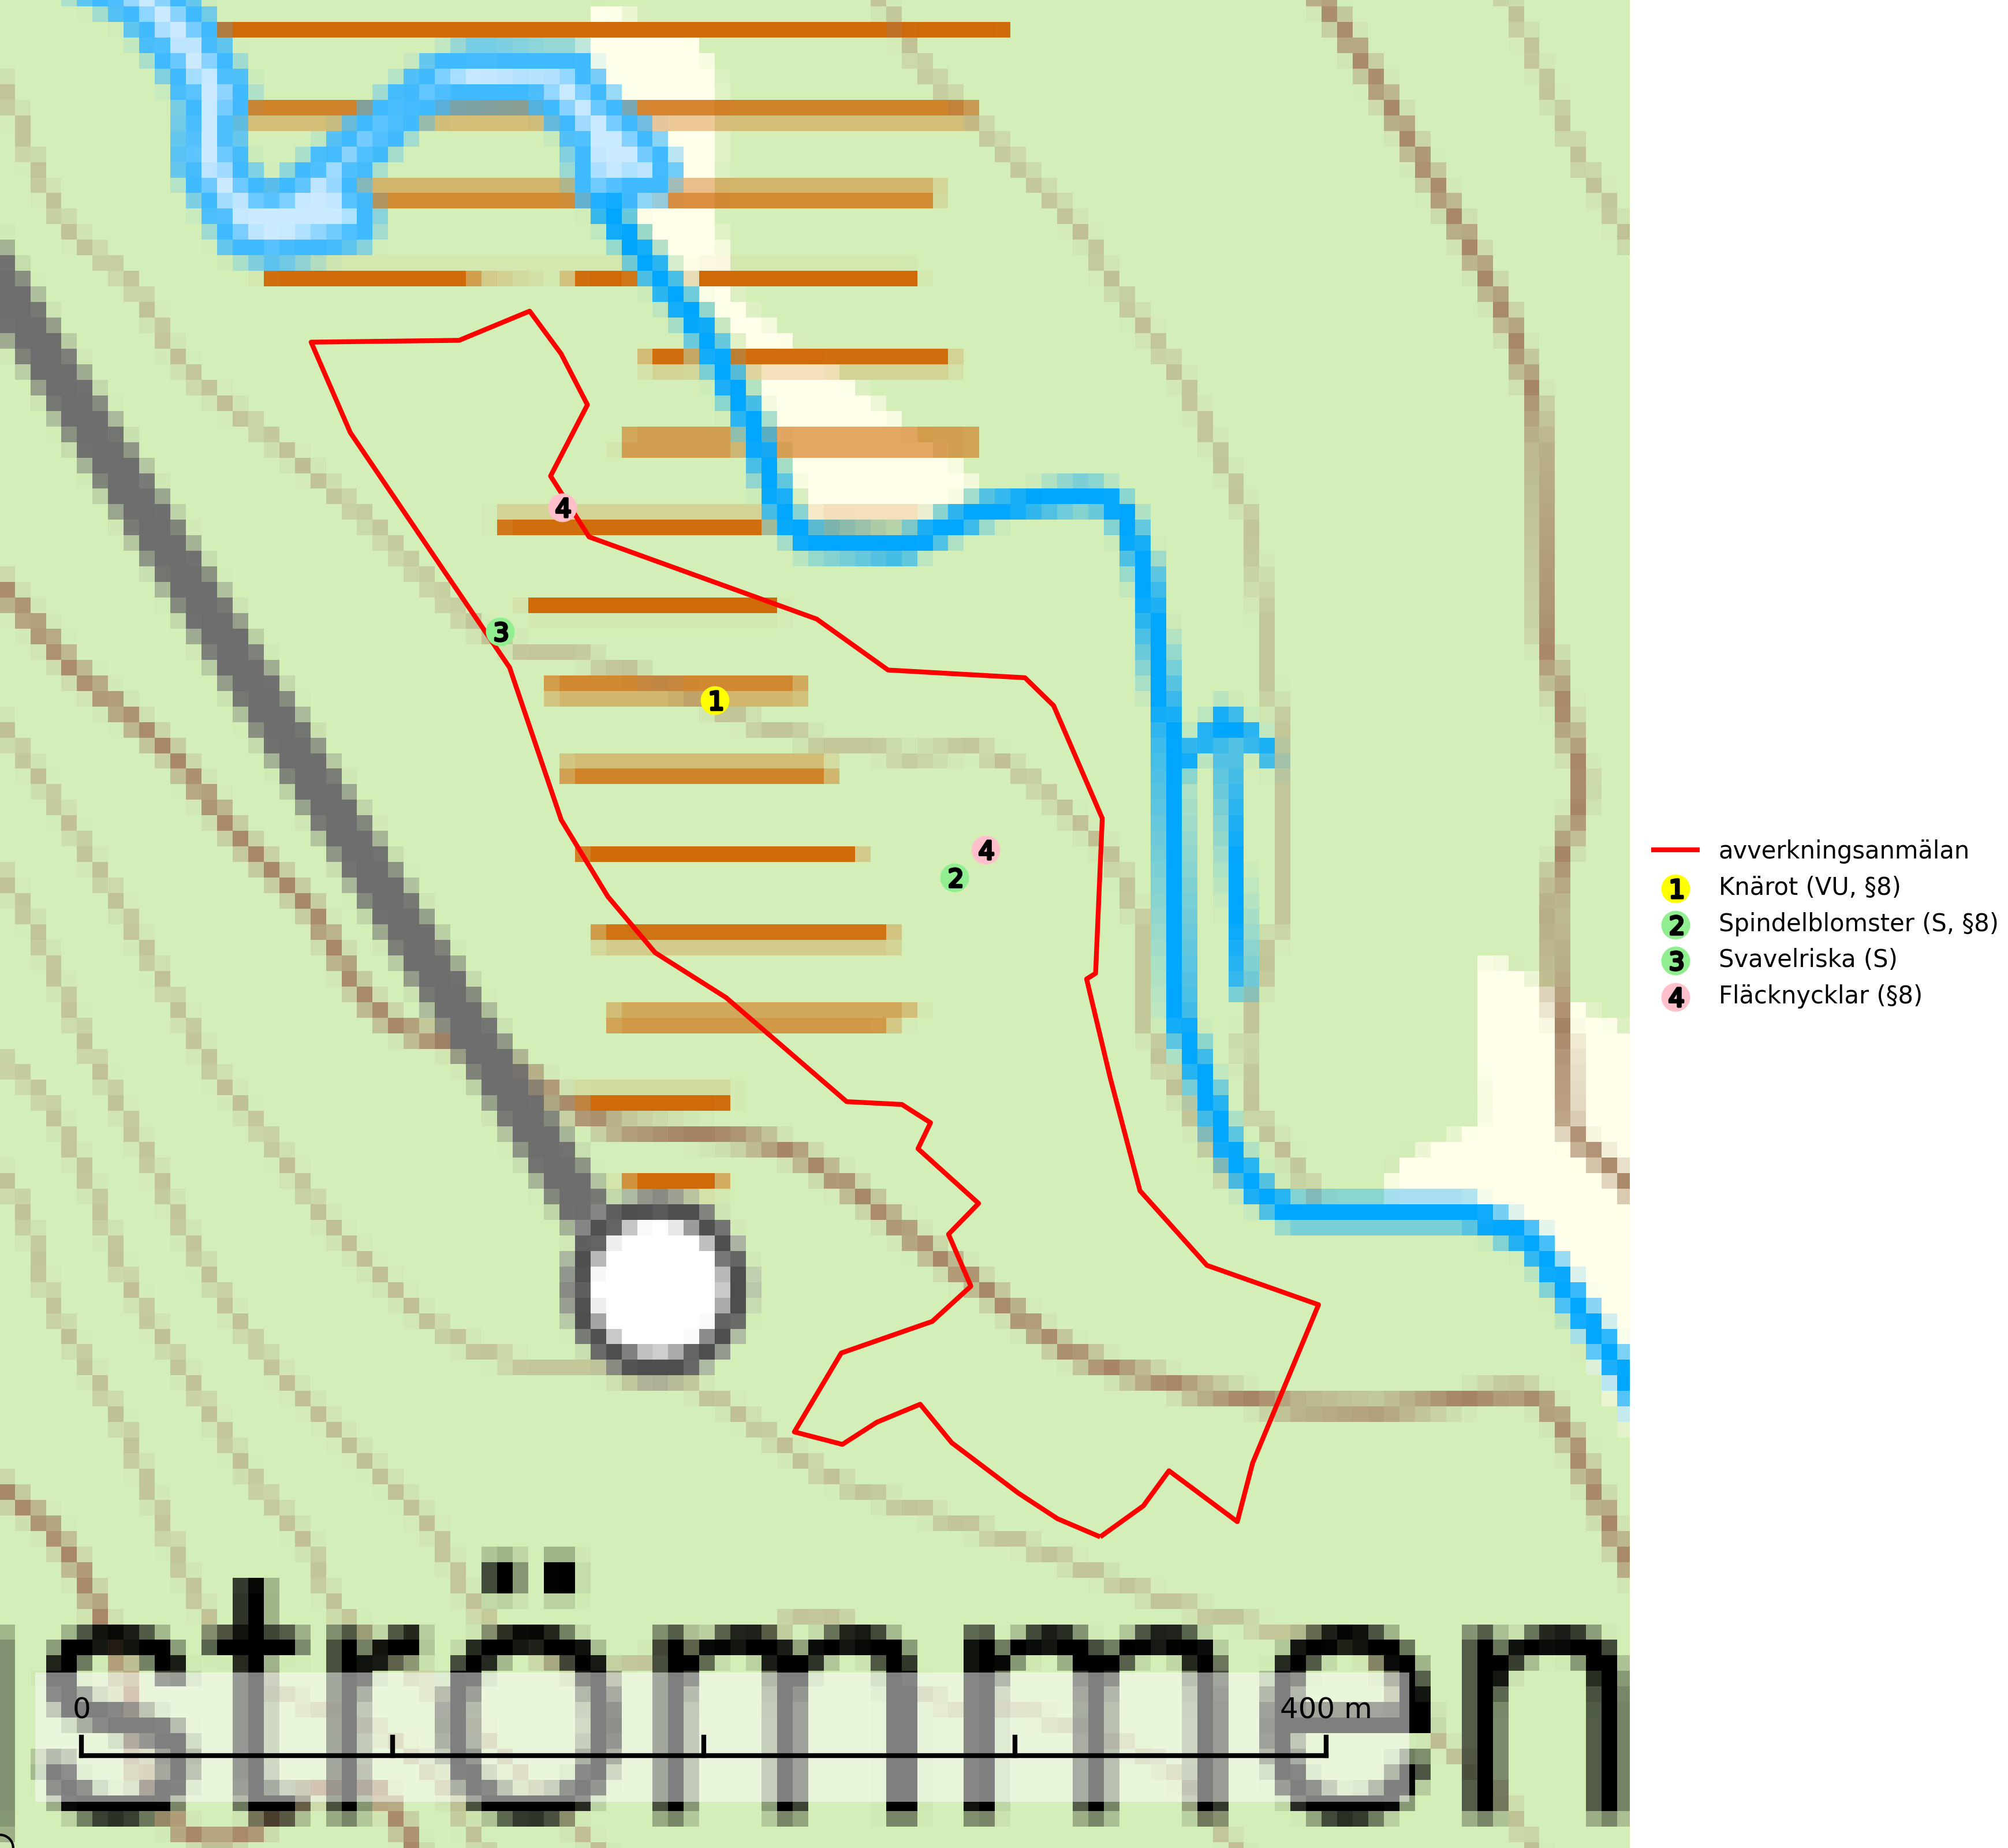 4
3
1
4
2
avverkningsanmälan
1 Knärot (VU, §8)
2 Spindelblomster (S, §8)
3 Svavelriska (S)
4 Fläcknycklar (§8)
strömmen
0 400 m